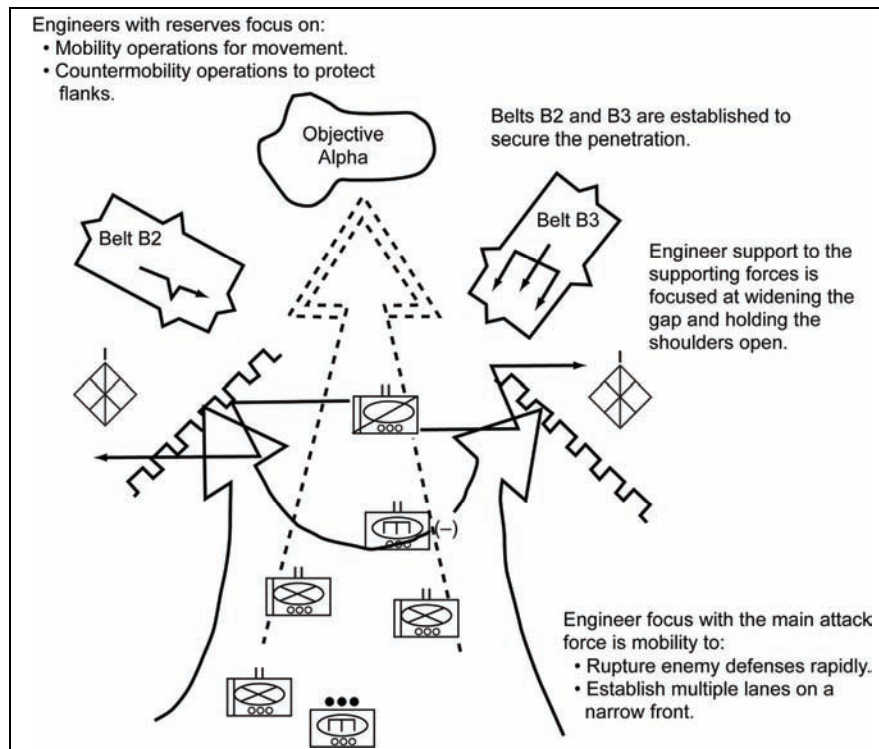 Engineers with reserves focus on:
• Mobility operations for movement.
• Countermobility operations to protect
flanks.
Objective
Alpha
Belts B2 and B3 are established to
secure the penetration.
Belt B2
Belt B3
Engineer support to the
supporting forces is
focused at widening the
gap and holding the
shoulders open.
(–)
Engineer focus with the main attack
force is mobility to:
• Rupture enemy defenses rapidly.
• Establish multiple lanes on a
narrow front.